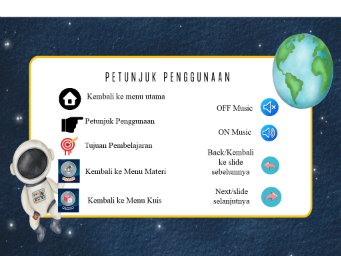 PETUNJUK PENGGUNAAN
Kembali ke menu utama
Petunjuk Penggunaan
Tujuan Pembelajaran
Kembali ke Menu Materi
Kembali ke Menu Kuis
OFF Music
ON Music
Back/Kembali
ke slide
sebelumnya
Next/slide
selanjutnya